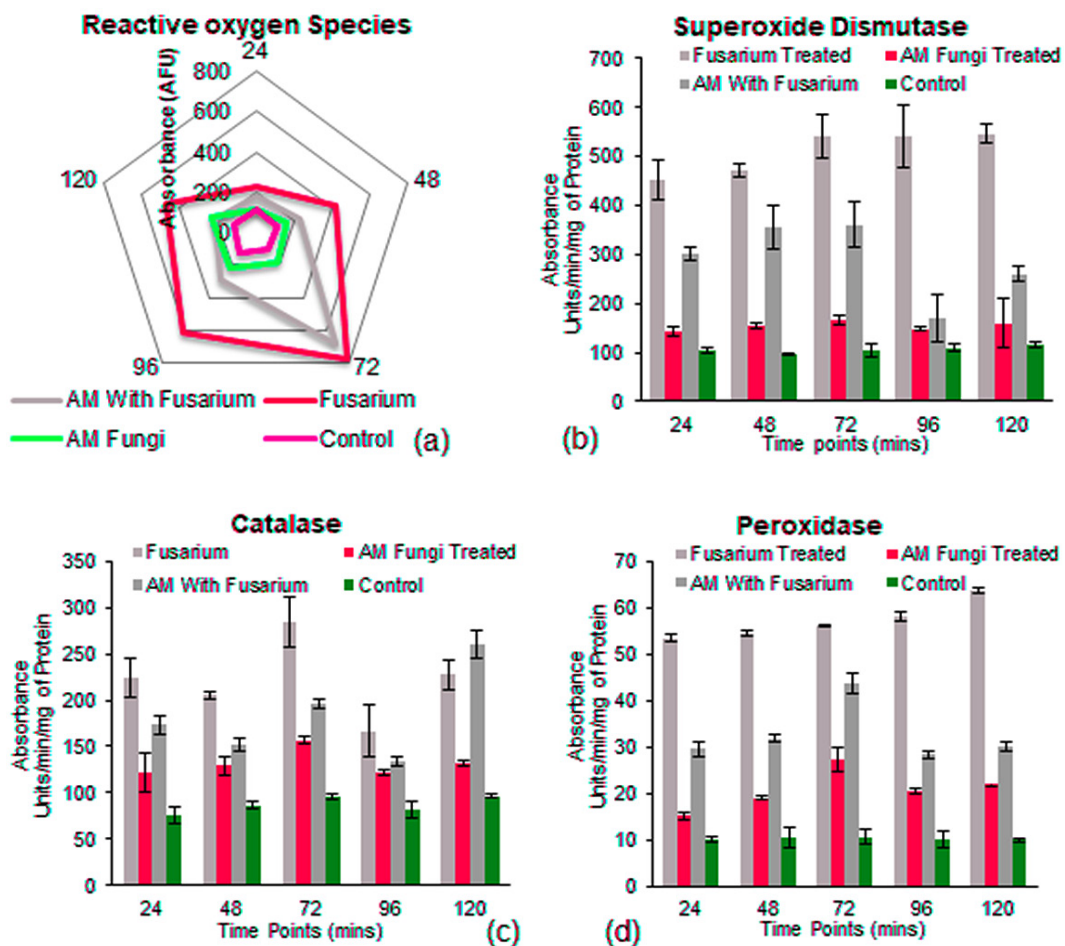 Reactive oxygen Species
24
800
600
400
200
0
Absorbance (AFU)
120
48
96
72
AM With Fusarium
Fusarium
AM Fungi
Control
(a)
Superoxide Dismutase
Fusarium Treated
AM Fungi Treated
AM With Fusarium
Control
700
600
500
400
300
200
100
0
Absorbance
Units/min/mg of Protein
24 48 72 96 120
Time points (mins)
(b)
Catalase
Fusarium
AM Fungi Treated
AM With Fusarium
Control
350
300
250
200
150
100
50
0
Absorbance
Units/min/mg of Protein
24 48 72 96 120
Time Points (mins)
(c)
Peroxidase
Fusarium Treated
AM Fungi Treated
AM With Fusarium
Control
70
60
50
40
30
20
10
0
Absorbance
Units/min/mg of Protein
24 48 72 96 120
Time Points (mins)
(d)